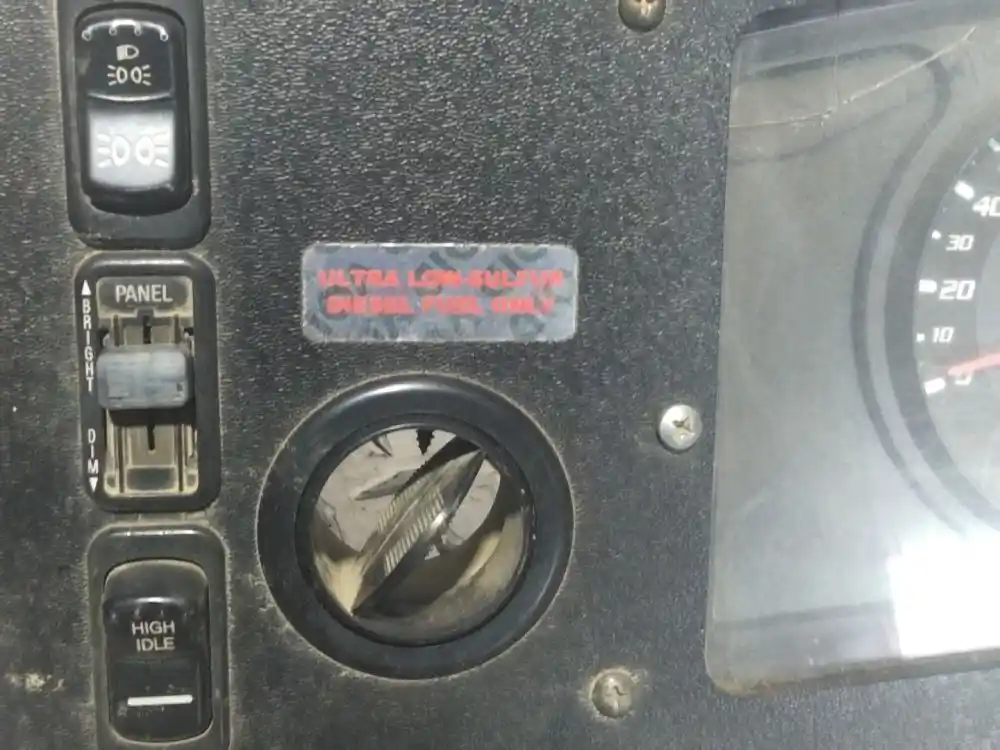 PANEL
BRIGHT
DIM
HIGH
IDLE
ULTRA LOW-SULFUR
DIESEL FUEL ONLY
40
30
20
10
0